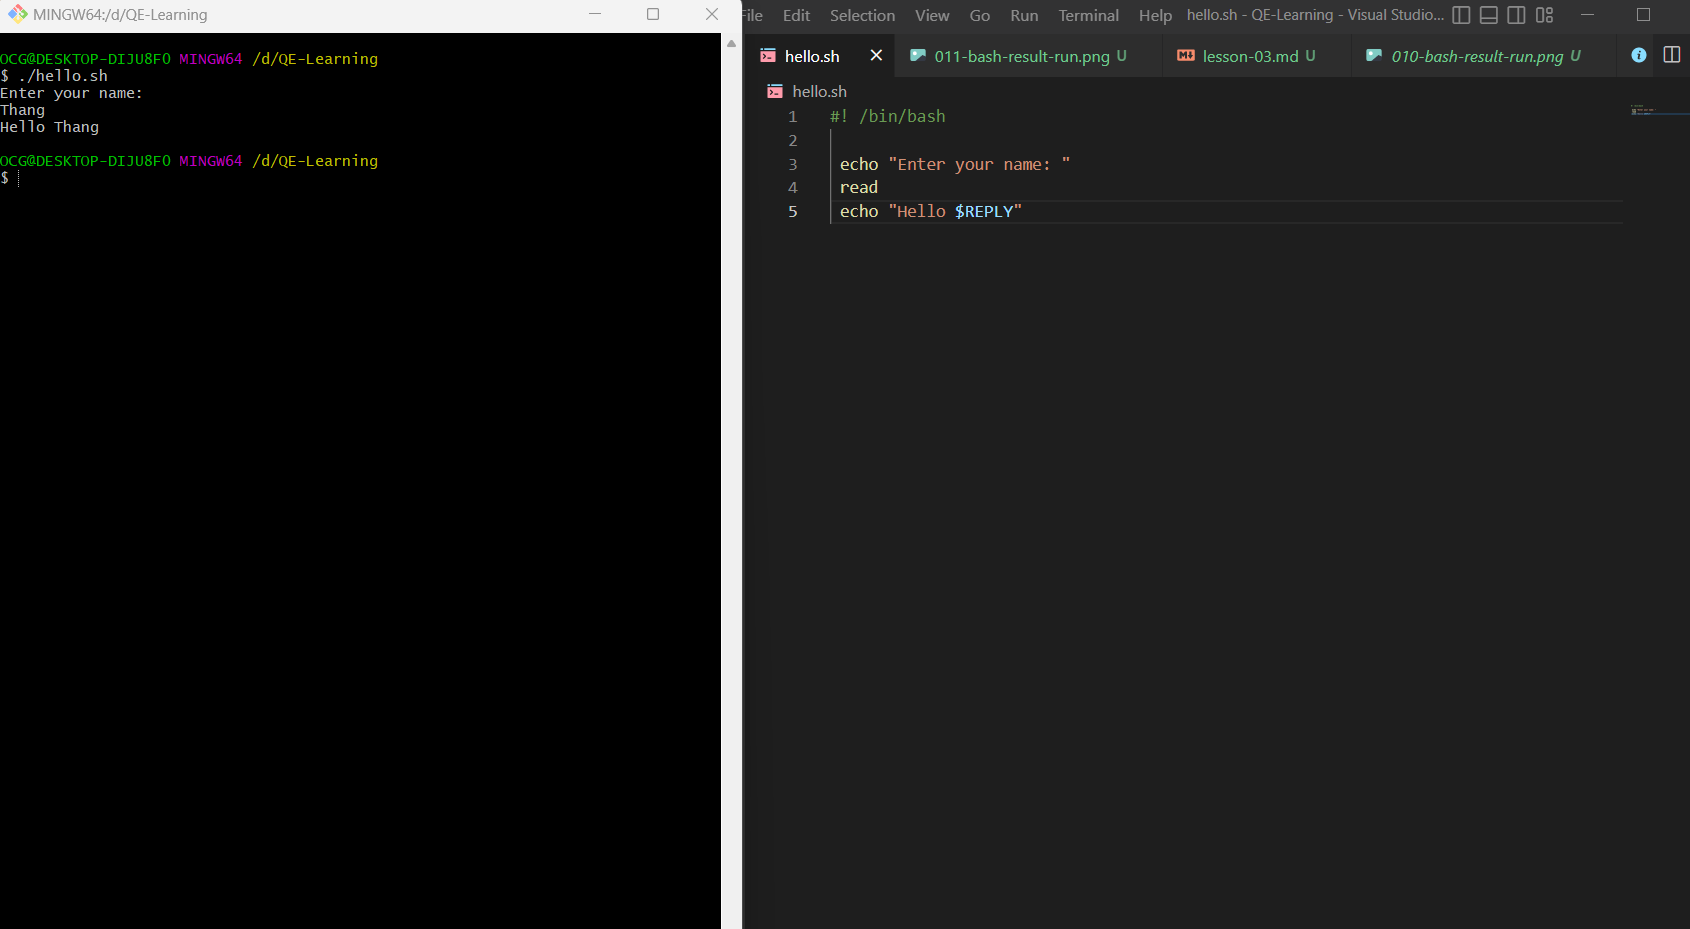 MINGW64:/d/QE-Learning
OCG@DESKTOP-DIJU8FO MINGW64 /d/QE-Learning
$ ./hello.sh
Enter your name:
Thang
Hello Thang
OCG@DESKTOP-DIJU8FO MINGW64 /d/QE-Learning
$
File Edit Selection View Go Run Terminal Help hello.sh - QE-Learning - Visual Studio...
hello.sh 011-bash-result-run.png U lesson-03.md U 010-bash-result-run.png U
hello.sh
1 #! /bin/bash
2
3 echo "Enter your name: "
4 read
5 echo "Hello $REPLY"